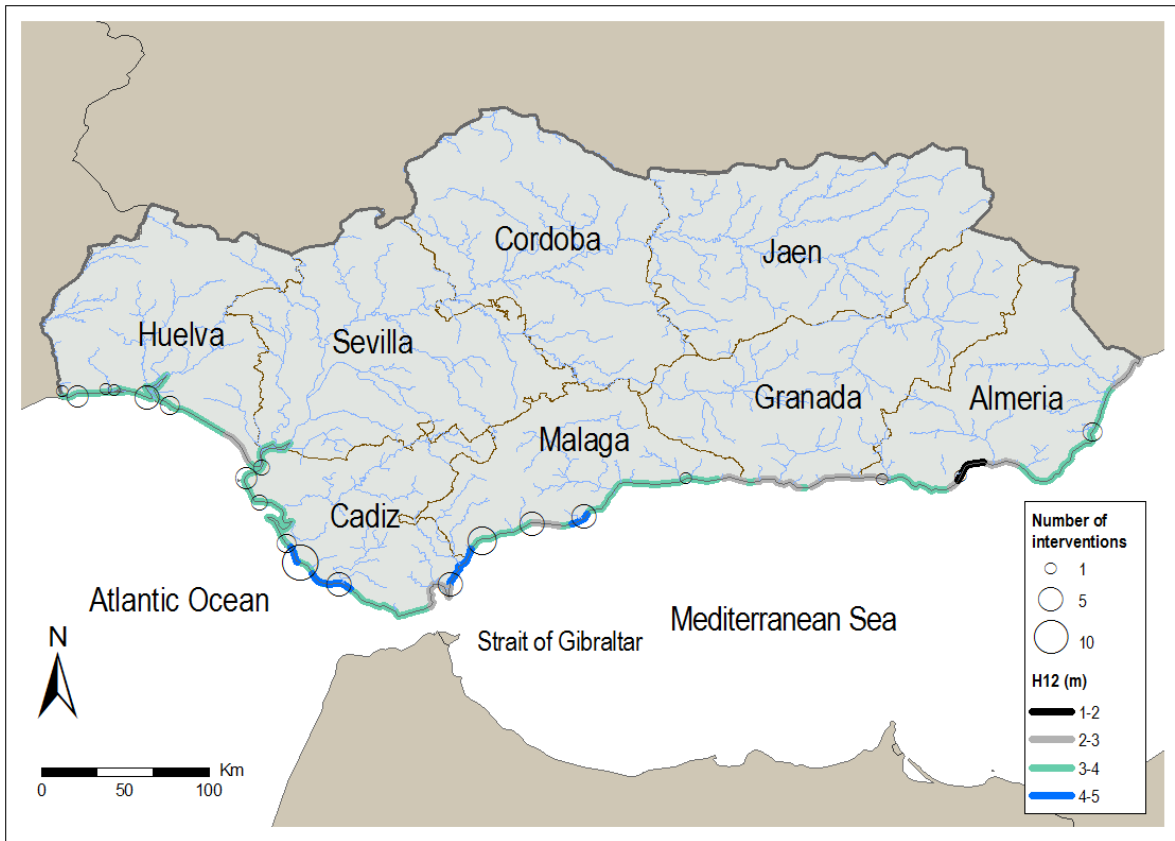 Cordoba
Jaen
Huelva
Sevilla
Granada
Almeria
Malaga
Cadiz
Atlantic Ocean
Mediterranean Sea
Strait of Gibraltar
N
Km
0 50 100
Number of
interventions
1
5
10
H12 (m)
1-2
2-3
3-4
4-5